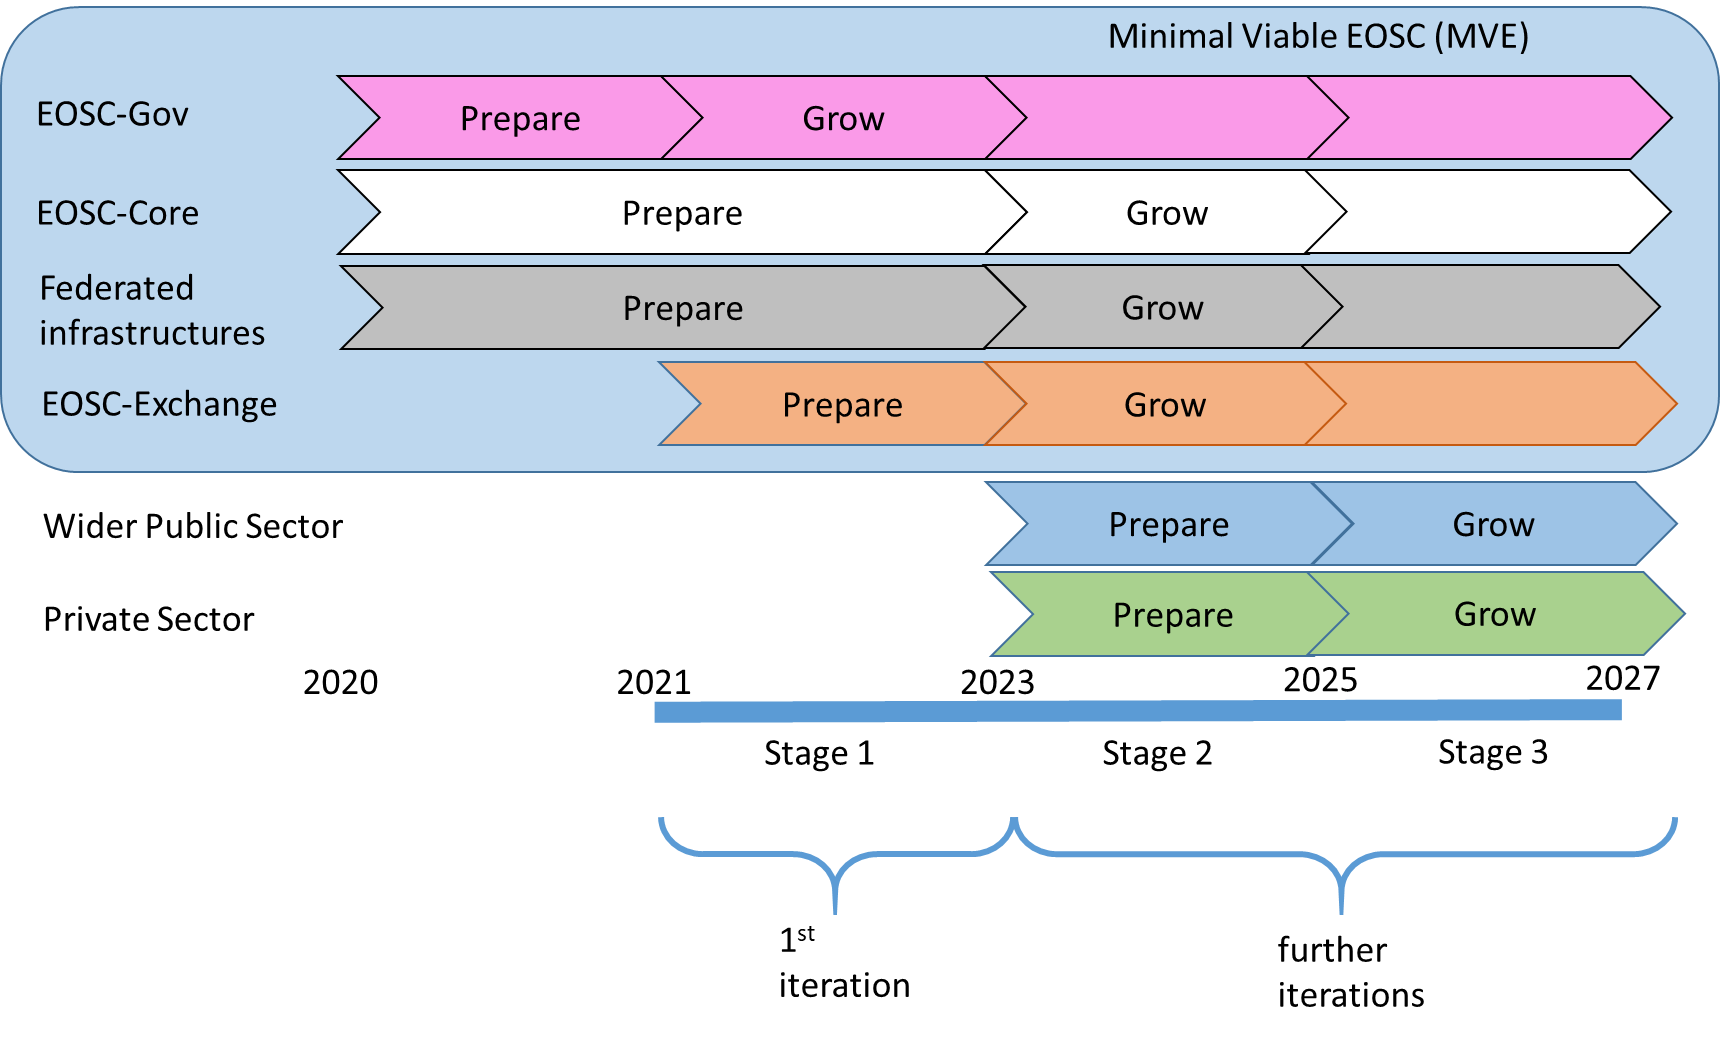 Minimal Viable EOSC (MVE)
EOSC-Gov
Prepare
Grow
EOSC-Core
Prepare
Grow
Federated
infrastructures
Prepare
Grow
EOSC-Exchange
Prepare
Grow
Wider Public Sector
Prepare
Grow
Private Sector
Prepare
Grow
2020
2021
2023
2025
2027
Stage 1
Stage 2
Stage 3
1st
iteration
further
iterations